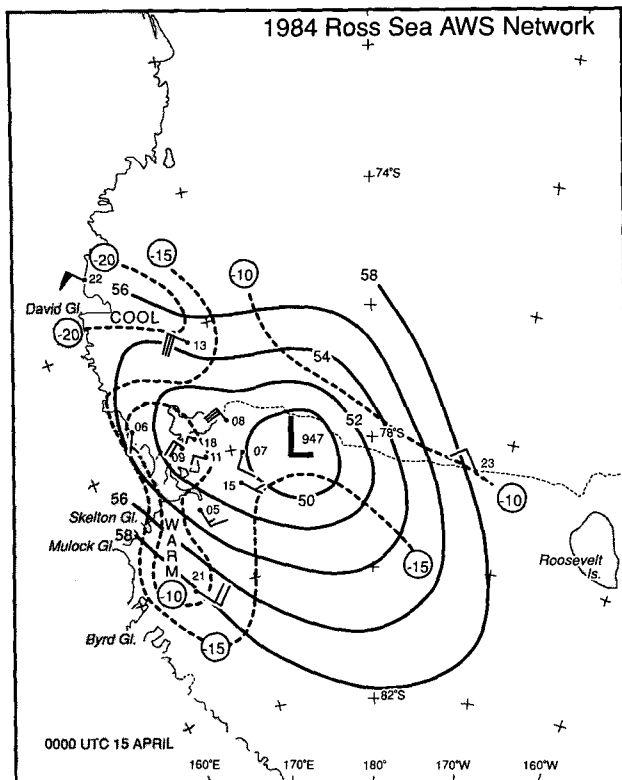 1984 Ross Sea AWS Network
74°S
-20
-15
-10
58
22
56
David Gl.
COOL
-20
13
54
52
06
08
18
09
11
07
L
947
78°S
23
15
50
-10
56
05
Skelton Gl.
58
WARM
Mulock Gl.
-15
Roosevelt
Is.
21
-10
Byrd Gl.
-15
82°S
0000 UTC 15 APRIL
160°E 170°E 180° 170°W 160°W